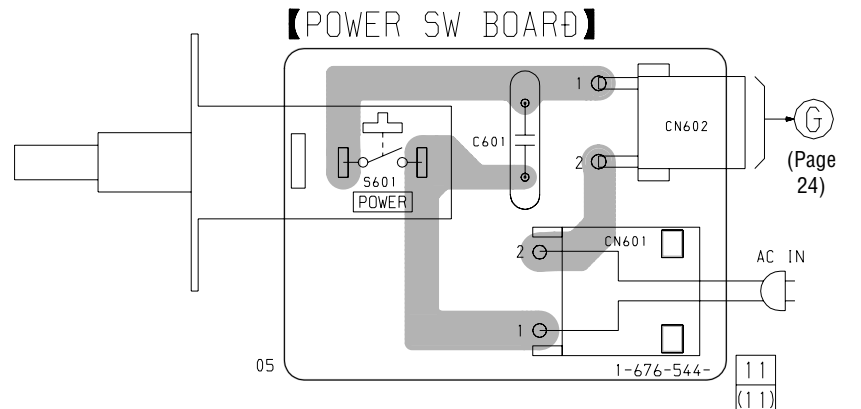 【POWER SW BOARD】
1
C601
CN602
G
(Page
24)
2
S601
POWER
CN601
2
AC IN
1
05
1-676-544-
11
(11)